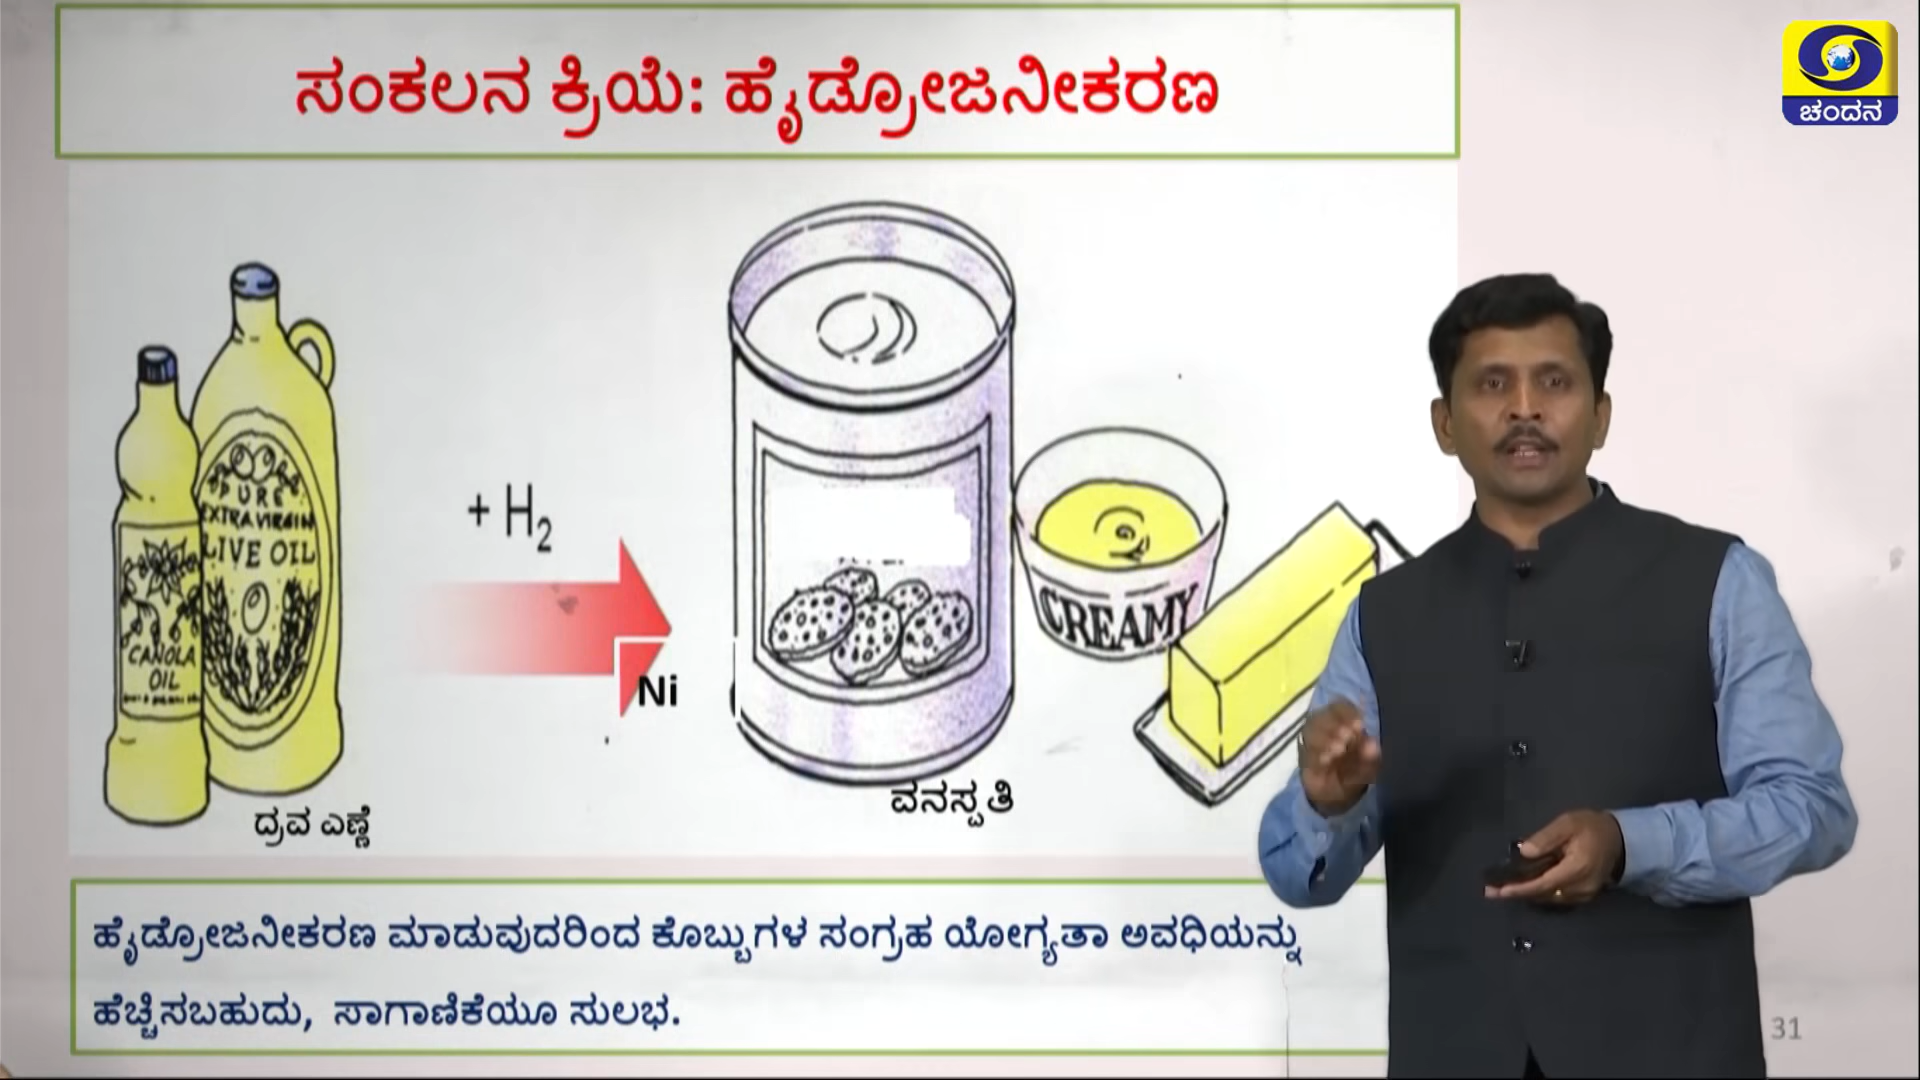 ಸಂಕಲನ ಕ್ರಿಯೆ: ಹೈಡ್ರೋಜನೀಕರಣ
ಚಂದನ
PURE
EXTRA VIRGIN
LIVE OIL
CANOLA
OIL
+ H₂
Ni
CREAMY
ದ್ರವ ಎಣ್ಣೆ
ವನಸ್ಪತಿ
ಹೈಡ್ರೋಜನೀಕರಣ ಮಾಡುವುದರಿಂದ ಕೊಬ್ಬುಗಳ ಸಂಗ್ರಹ ಯೋಗ್ಯತಾ ಅವಧಿಯನ್ನು
ಹೆಚ್ಚಿಸಬಹುದು, ಸಾಗಾಣಿಕೆಯೂ ಸುಲಭ.
31